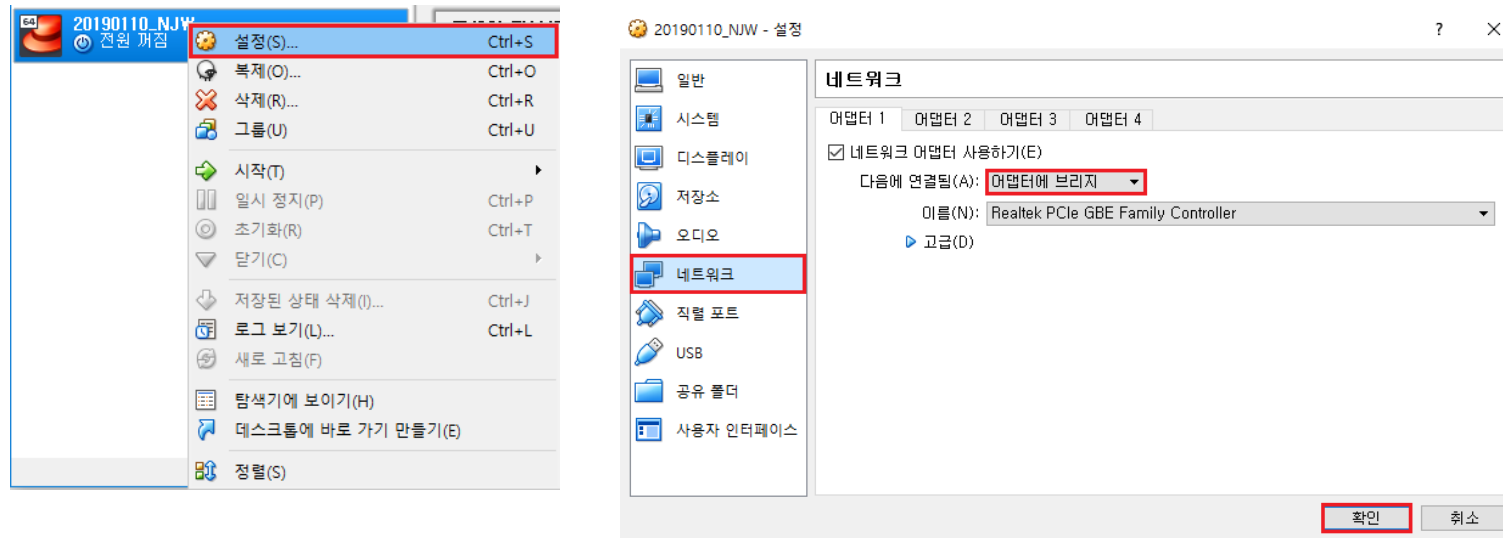 64
20190110_NJW
전원 꺼짐
설정(S)... Ctrl+S
복제(O)... Ctrl+O
삭제(R)... Ctrl+R
그룹(U) Ctrl+U
시작(T)
일시 정지(P) Ctrl+P
초기화(R) Ctrl+T
닫기(C)
저장된 상태 삭제(I)... Ctrl+J
로그 보기(L)... Ctrl+L
새로 고침(F)
탐색기에 보이기(H)
데스크톱에 바로 가기 만들기(E)
정렬(S)
20190110_NJW - 설정 ?
일반
시스템
디스플레이
저장소
오디오
네트워크
직렬 포트
USB
공유 폴더
사용자 인터페이스
네트워크
어댑터 1 어댑터 2 어댑터 3 어댑터 4
네트워크 어댑터 사용하기(E)
다음에 연결됨(A): 어댑터에 브리지
이름(N): Realtek PCIe GBE Family Controller
고급(D)
확인 취소